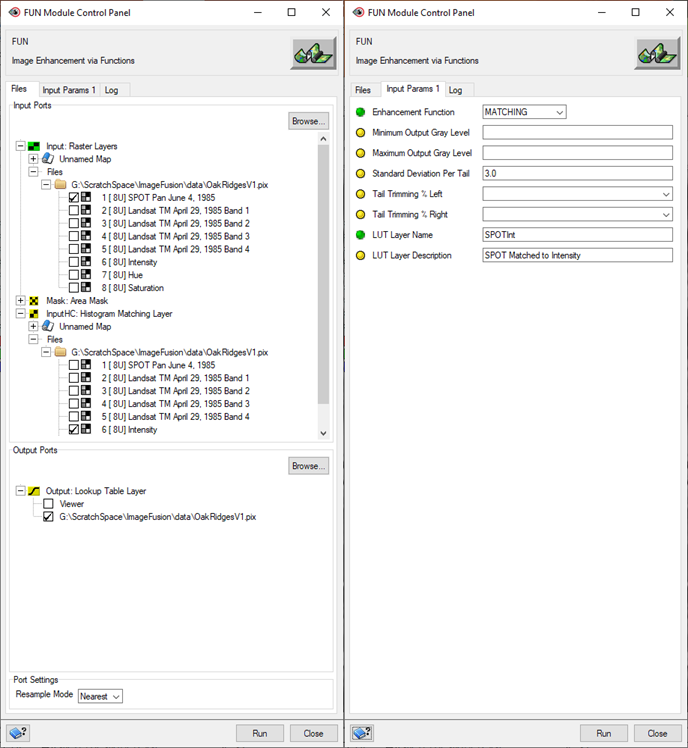 FUN Module Control Panel
FUN
Image Enhancement via Functions
Files
Input Params 1
Log
Input Ports
Browse...
Input: Raster Layers
Unnamed Map
Files
G:\ScratchSpace\ImageFusion\data\OakRidgesV1.pix
1 [ 8U] SPOT Pan June 4, 1985
2 [ 8U] Landsat TM April 29, 1985 Band 1
3 [ 8U] Landsat TM April 29, 1985 Band 2
4 [ 8U] Landsat TM April 29, 1985 Band 3
5 [ 8U] Landsat TM April 29, 1985 Band 4
6 [ 8U] Intensity
7 [ 8U] Hue
8 [ 8U] Saturation
Mask: Area Mask
InputHC: Histogram Matching Layer
Unnamed Map
Files
G:\ScratchSpace\ImageFusion\data\OakRidgesV1.pix
1 [ 8U] SPOT Pan June 4, 1985
2 [ 8U] Landsat TM April 29, 1985 Band 1
3 [ 8U] Landsat TM April 29, 1985 Band 2
4 [ 8U] Landsat TM April 29, 1985 Band 3
5 [ 8U] Landsat TM April 29, 1985 Band 4
6 [ 8U] Intensity
Output Ports
Browse...
Output: Lookup Table Layer
Viewer
G:\ScratchSpace\ImageFusion\data\OakRidgesV1.pix
Port Settings
Resample Mode Nearest
Run
Close
FUN Module Control Panel
FUN
Image Enhancement via Functions
Files
Input Params 1
Log
Enhancement Function MATCHING
Minimum Output Gray Level
Maximum Output Gray Level
Standard Deviation Per Tail 3.0
Tail Trimming % Left
Tail Trimming % Right
LUT Layer Name SPOTInt
LUT Layer Description SPOT Matched to Intensity
Run
Close